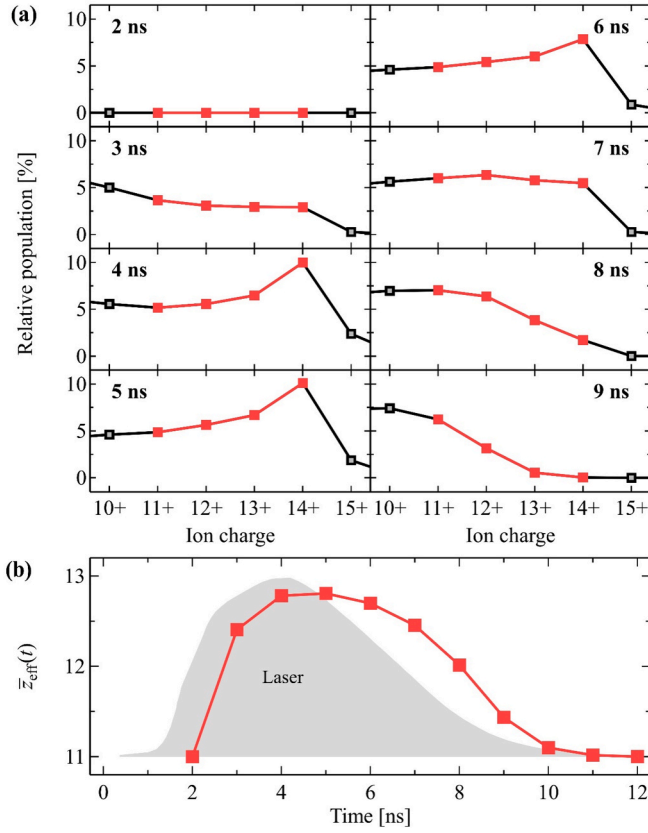 (a)
2 ns
6 ns
10
5
0
3 ns
7 ns
10
5
0
4 ns
8 ns
10
5
0
5 ns
9 ns
10
5
0
Relative population [%]
10+ 11+ 12+ 13+ 14+ 15+ 10+ 11+ 12+ 13+ 14+ 15+
Ion charge Ion charge
(b)
13
12
11
z̄eff(t)
Laser
0 2 4 6 8 10 12
Time [ns]